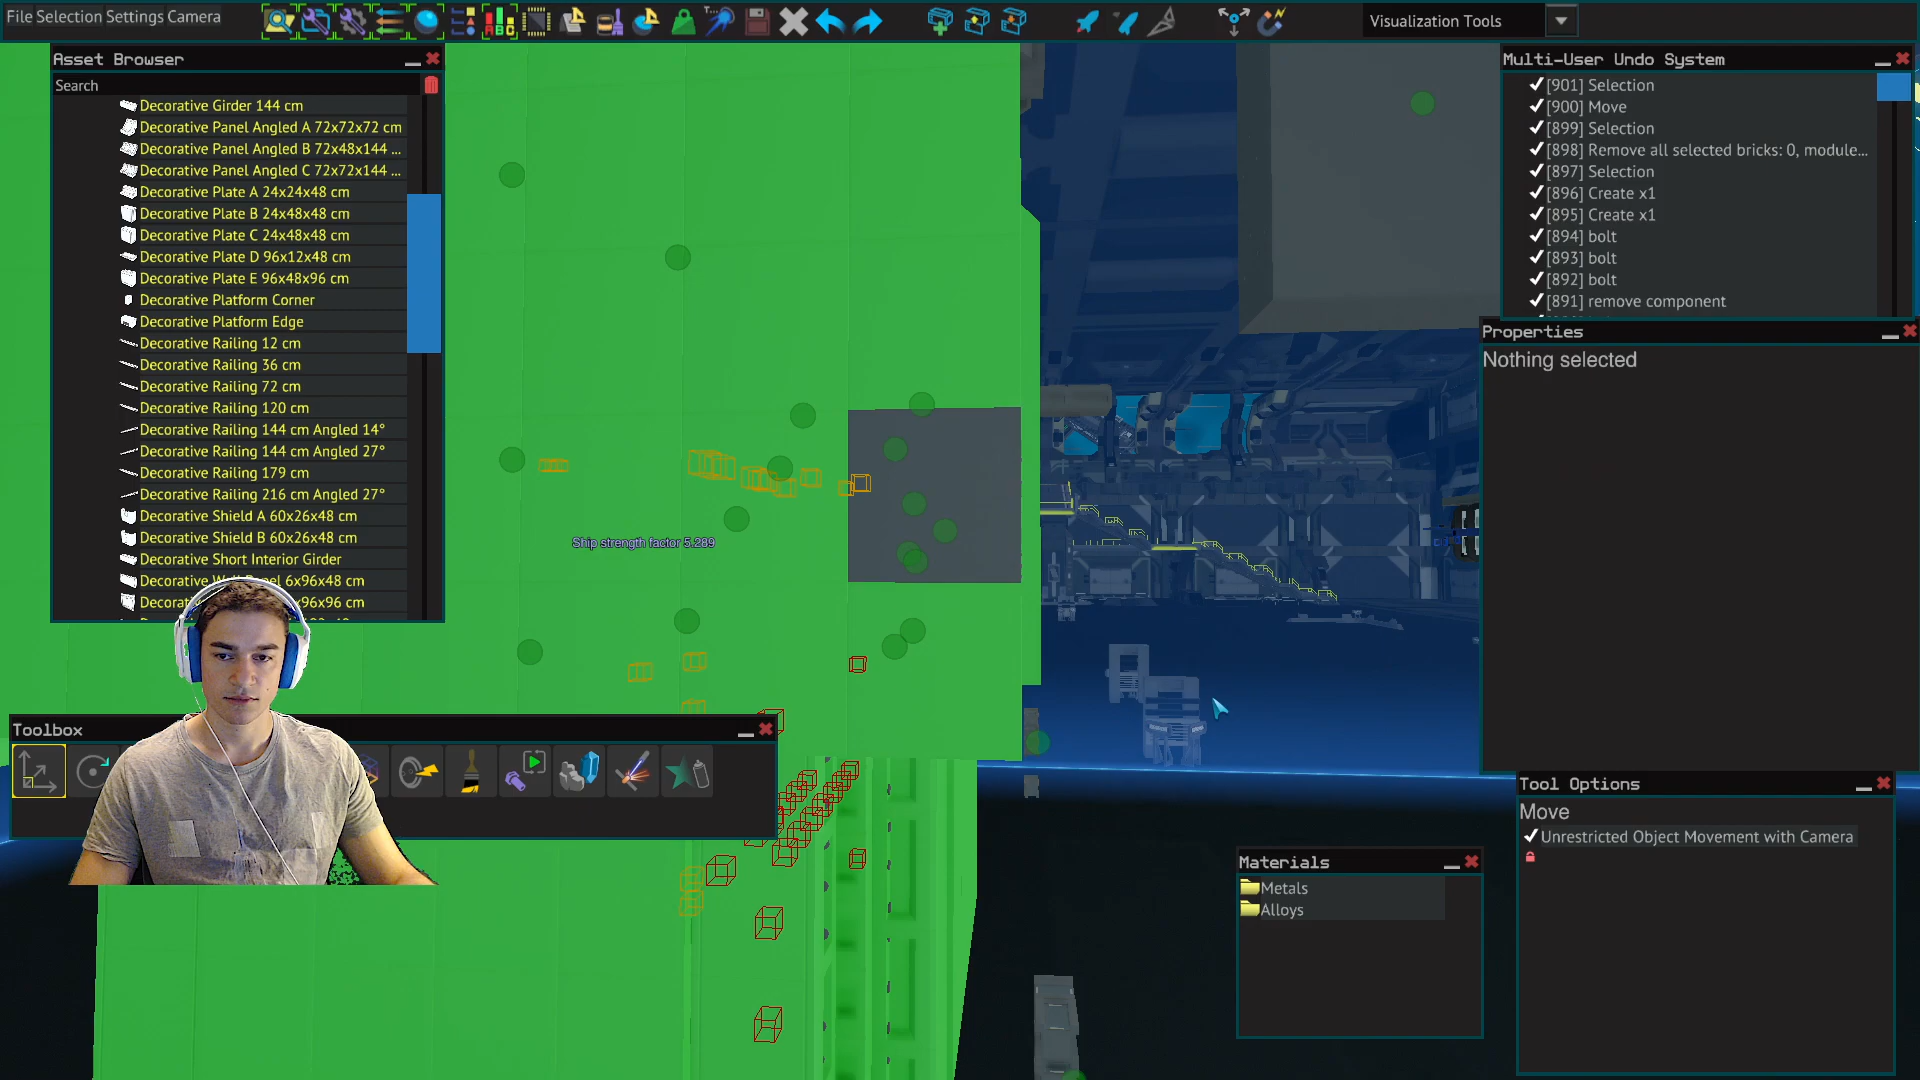 File Selection Settings Camera
Visualization Tools
Asset Browser
Search
Decorative Girder 144 cm
Decorative Panel Angled A 72x72x72 cm
Decorative Panel Angled B 72x48x144 ...
Decorative Panel Angled C 72x72x144 ...
Decorative Plate A 24x24x48 cm
Decorative Plate B 24x48x48 cm
Decorative Plate C 24x48x48 cm
Decorative Plate D 96x12x48 cm
Decorative Plate E 96x48x96 cm
Decorative Platform Corner
Decorative Platform Edge
Decorative Railing 12 cm
Decorative Railing 36 cm
Decorative Railing 72 cm
Decorative Railing 120 cm
Decorative Railing 144 cm Angled 14°
Decorative Railing 144 cm Angled 27°
Decorative Railing 179 cm
Decorative Railing 216 cm Angled 27°
Decorative Shield A 60x26x48 cm
Decorative Shield B 60x26x48 cm
Decorative Short Interior Girder
Decorative 6x96x48 cm
x96x96 cm
Ship strength factor 5.289
Toolbox
Multi-User Undo System
[901] Selection
[900] Move
[899] Selection
[898] Remove all selected bricks: 0, module...
[897] Selection
[896] Create x1
[895] Create x1
[894] bolt
[893] bolt
[892] bolt
[891] remove component
Properties
Nothing selected
Tool Options
Move
Unrestricted Object Movement with Camera
Materials
Metals
Alloys